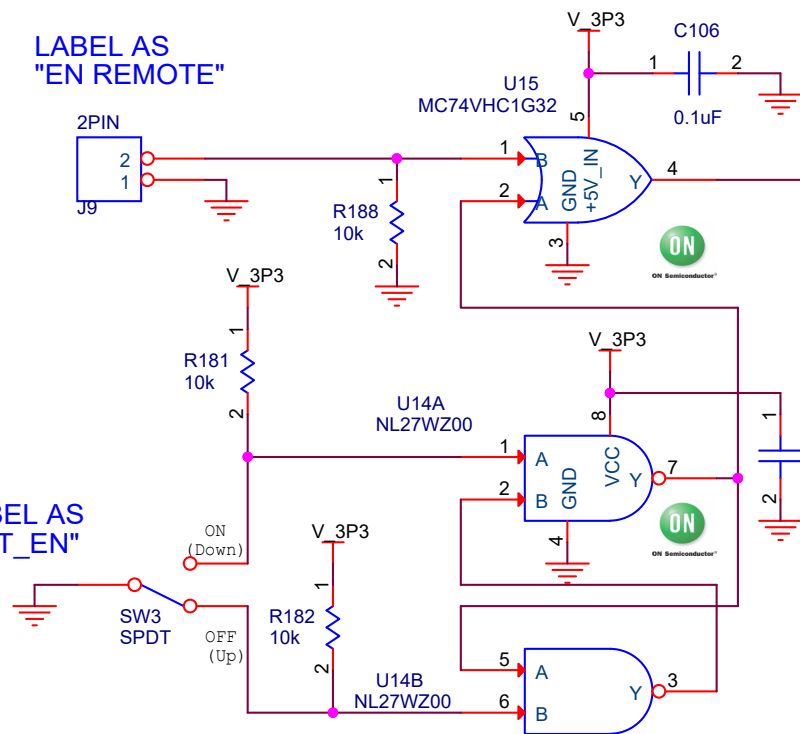 LABEL AS
"EN REMOTE"
2PIN
2
1
J9
V_3P3
C106
1
2
0.1uF
U15
MC74VHC1G32
5
1
B
2
A
GND
+5V_IN
Y
4
3
ON
ON Semiconductor®
1
R188
10k
2
V_3P3
1
R181
10k
2
V_3P3
U14A
NL27WZ00
8
1
A
2
B
GND
VCC
Y
7
4
1
2
ON
ON Semiconductor®
BEL AS
T_EN"
ON
(Down)
SW3
SPDT
OFF
(Up)
V_3P3
1
R182
10k
2
U14B
NL27WZ00
5
A
6
B
Y
3